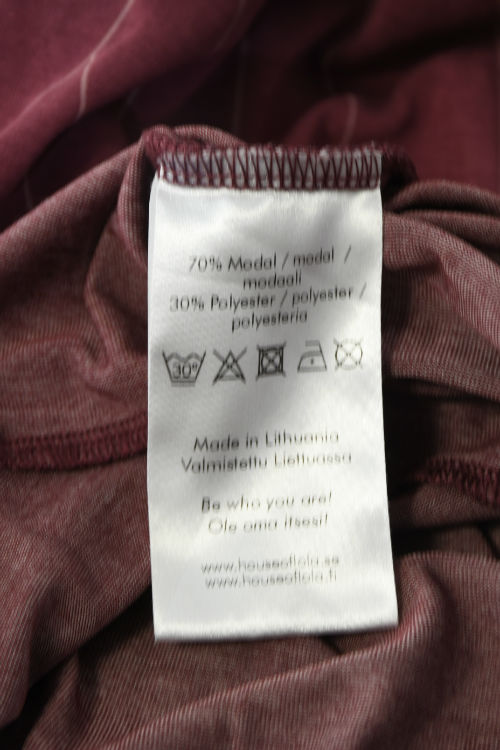 70% Modal / modal /
modaali
30% Polyester / polyester /
polyesteria
30°
Made in Lithuania
Valmistettu Liettuassa
Be who you are!
Ole oma itsesi!
www.houseoflola.se
www.houseoflola.fi